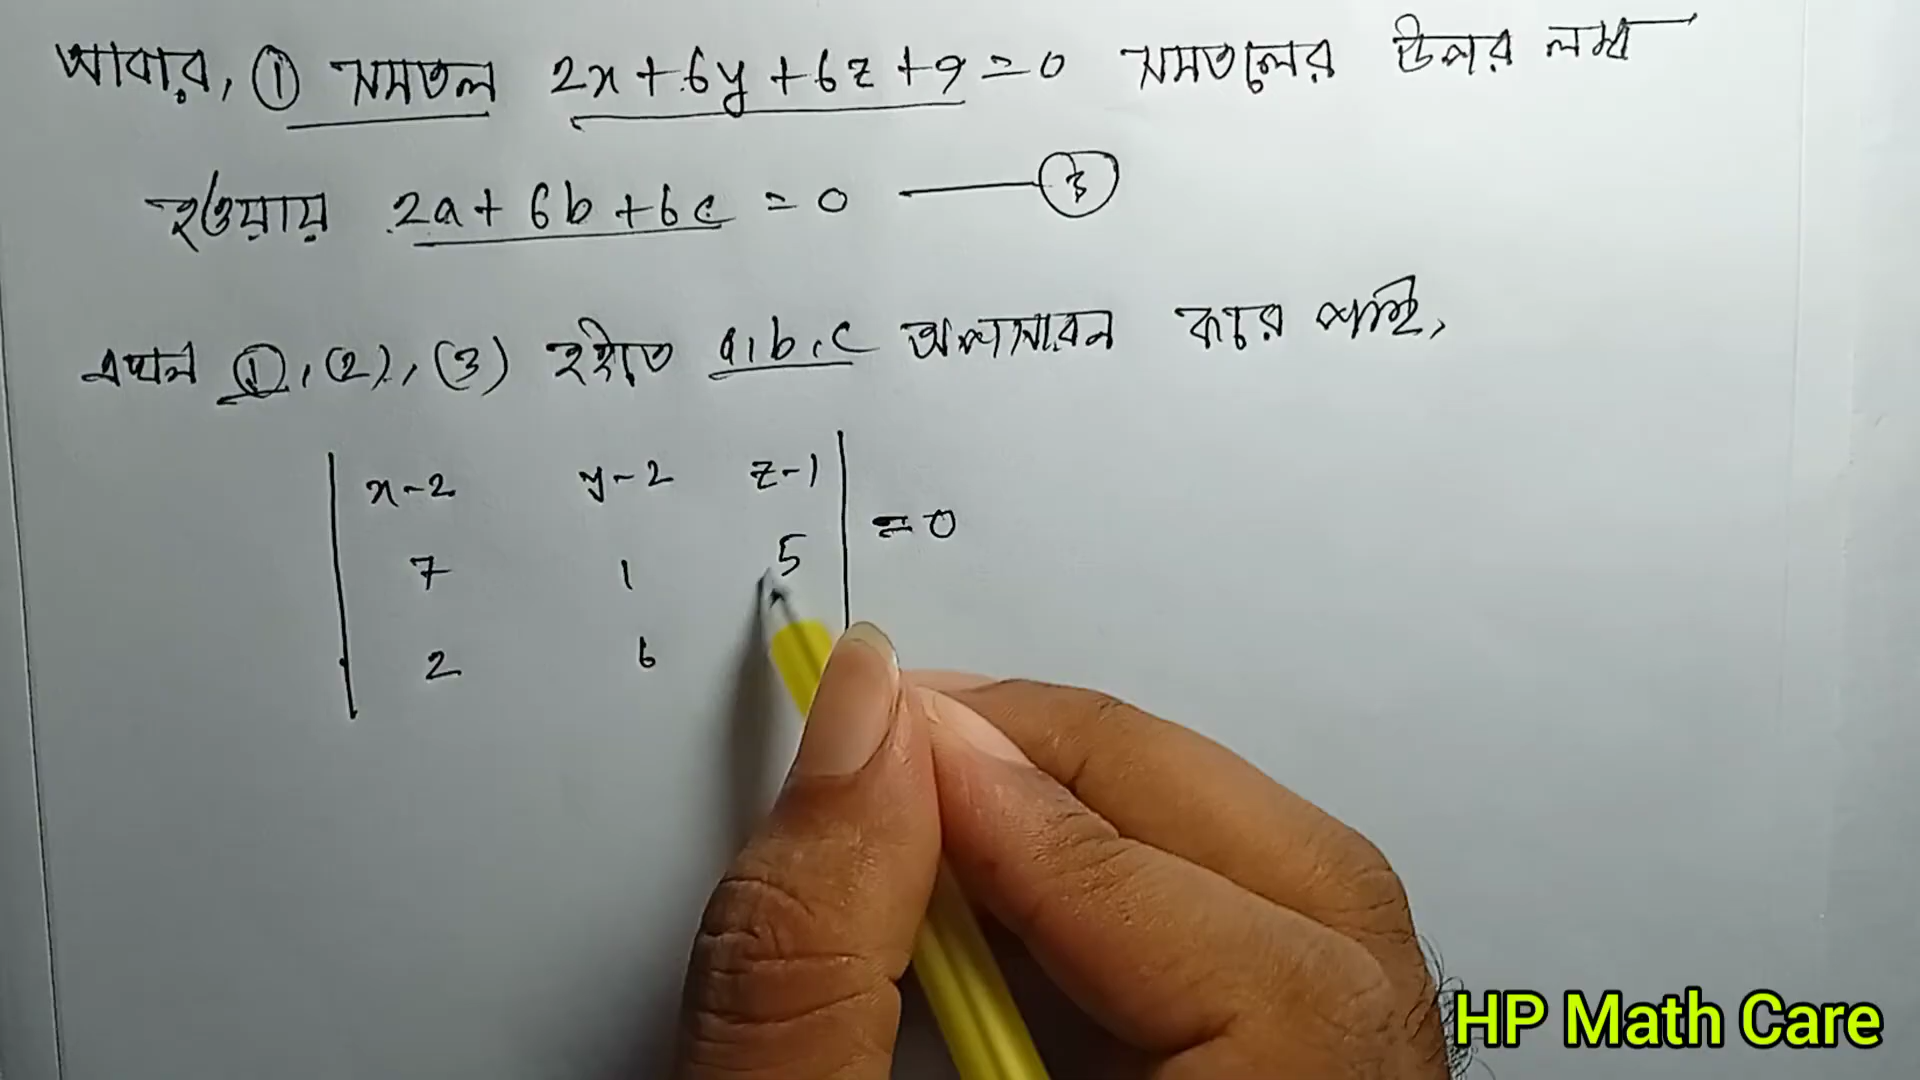 আবার, ① সমতল 2x+6y+6z+9=0 সমতলের উপর লম্ব
হওয়ায় 2a+6b+6c=0 — ③
এখন ①, (2), (3) হইতে a,b,c অপসারন করে পাই,
| x-2 y-2 z-1 |
| 7 1 5 | =0
| 2 6
HP Math Care